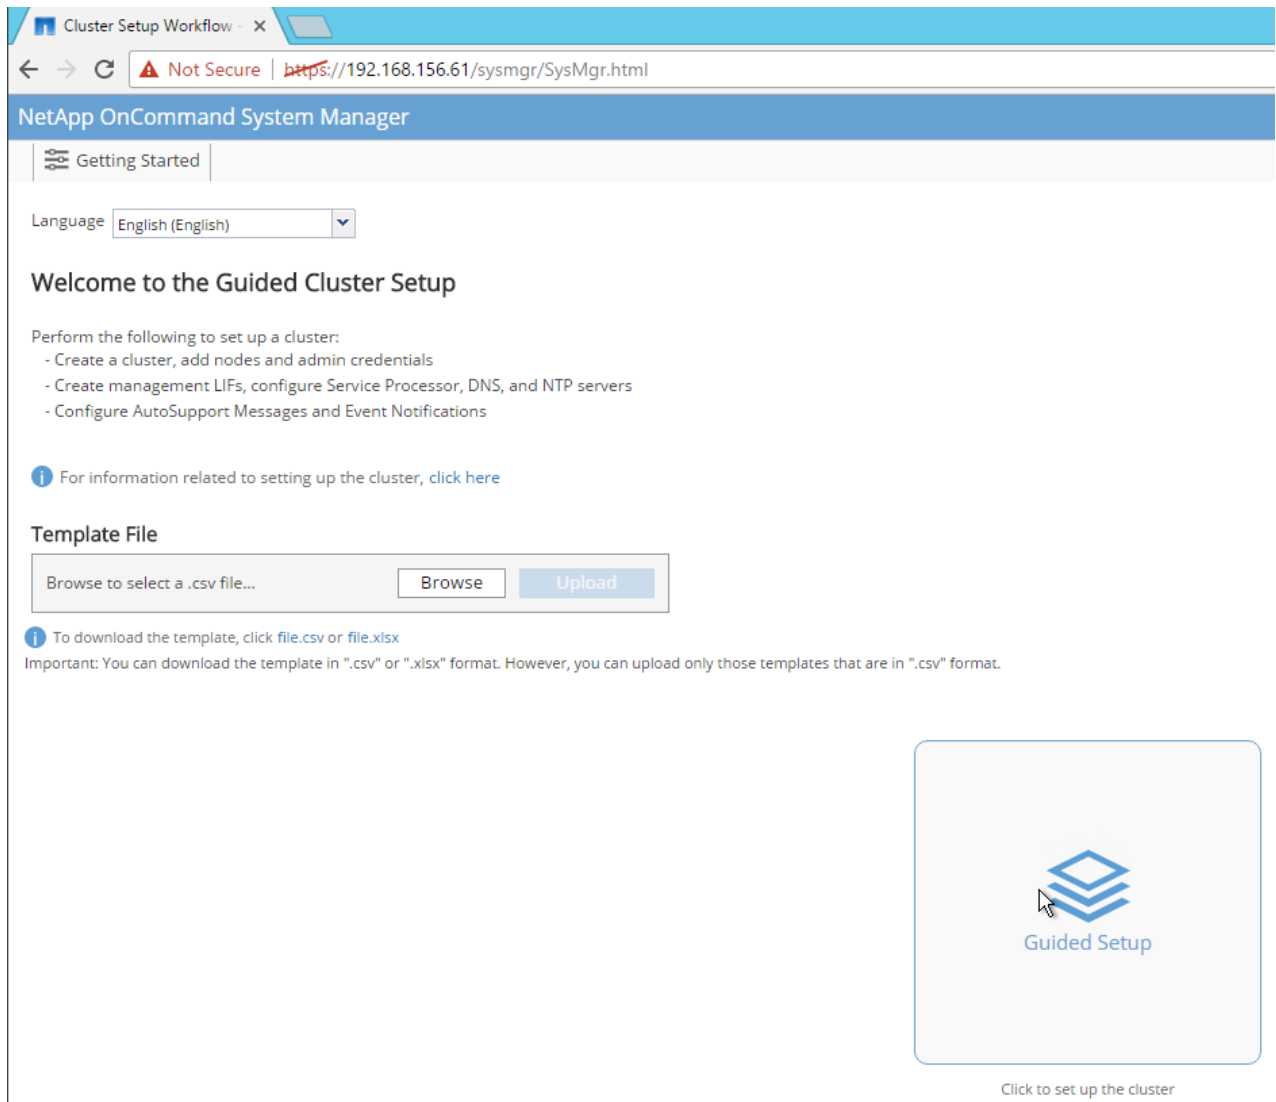 Cluster Setup Workflow -
Not Secure | https://192.168.156.61/sysmgr/SysMgr.html
NetApp OnCommand System Manager
Getting Started
Language English (English)
Welcome to the Guided Cluster Setup
Perform the following to set up a cluster:
- Create a cluster, add nodes and admin credentials
- Create management LIFs, configure Service Processor, DNS, and NTP servers
- Configure AutoSupport Messages and Event Notifications
For information related to setting up the cluster, click here
Template File
Browse to select a .csv file... Browse Upload
To download the template, click file.csv or file.xlsx
Important: You can download the template in ".csv" or ".xlsx" format. However, you can upload only those templates that are in ".csv" format.
Guided Setup
Click to set up the cluster